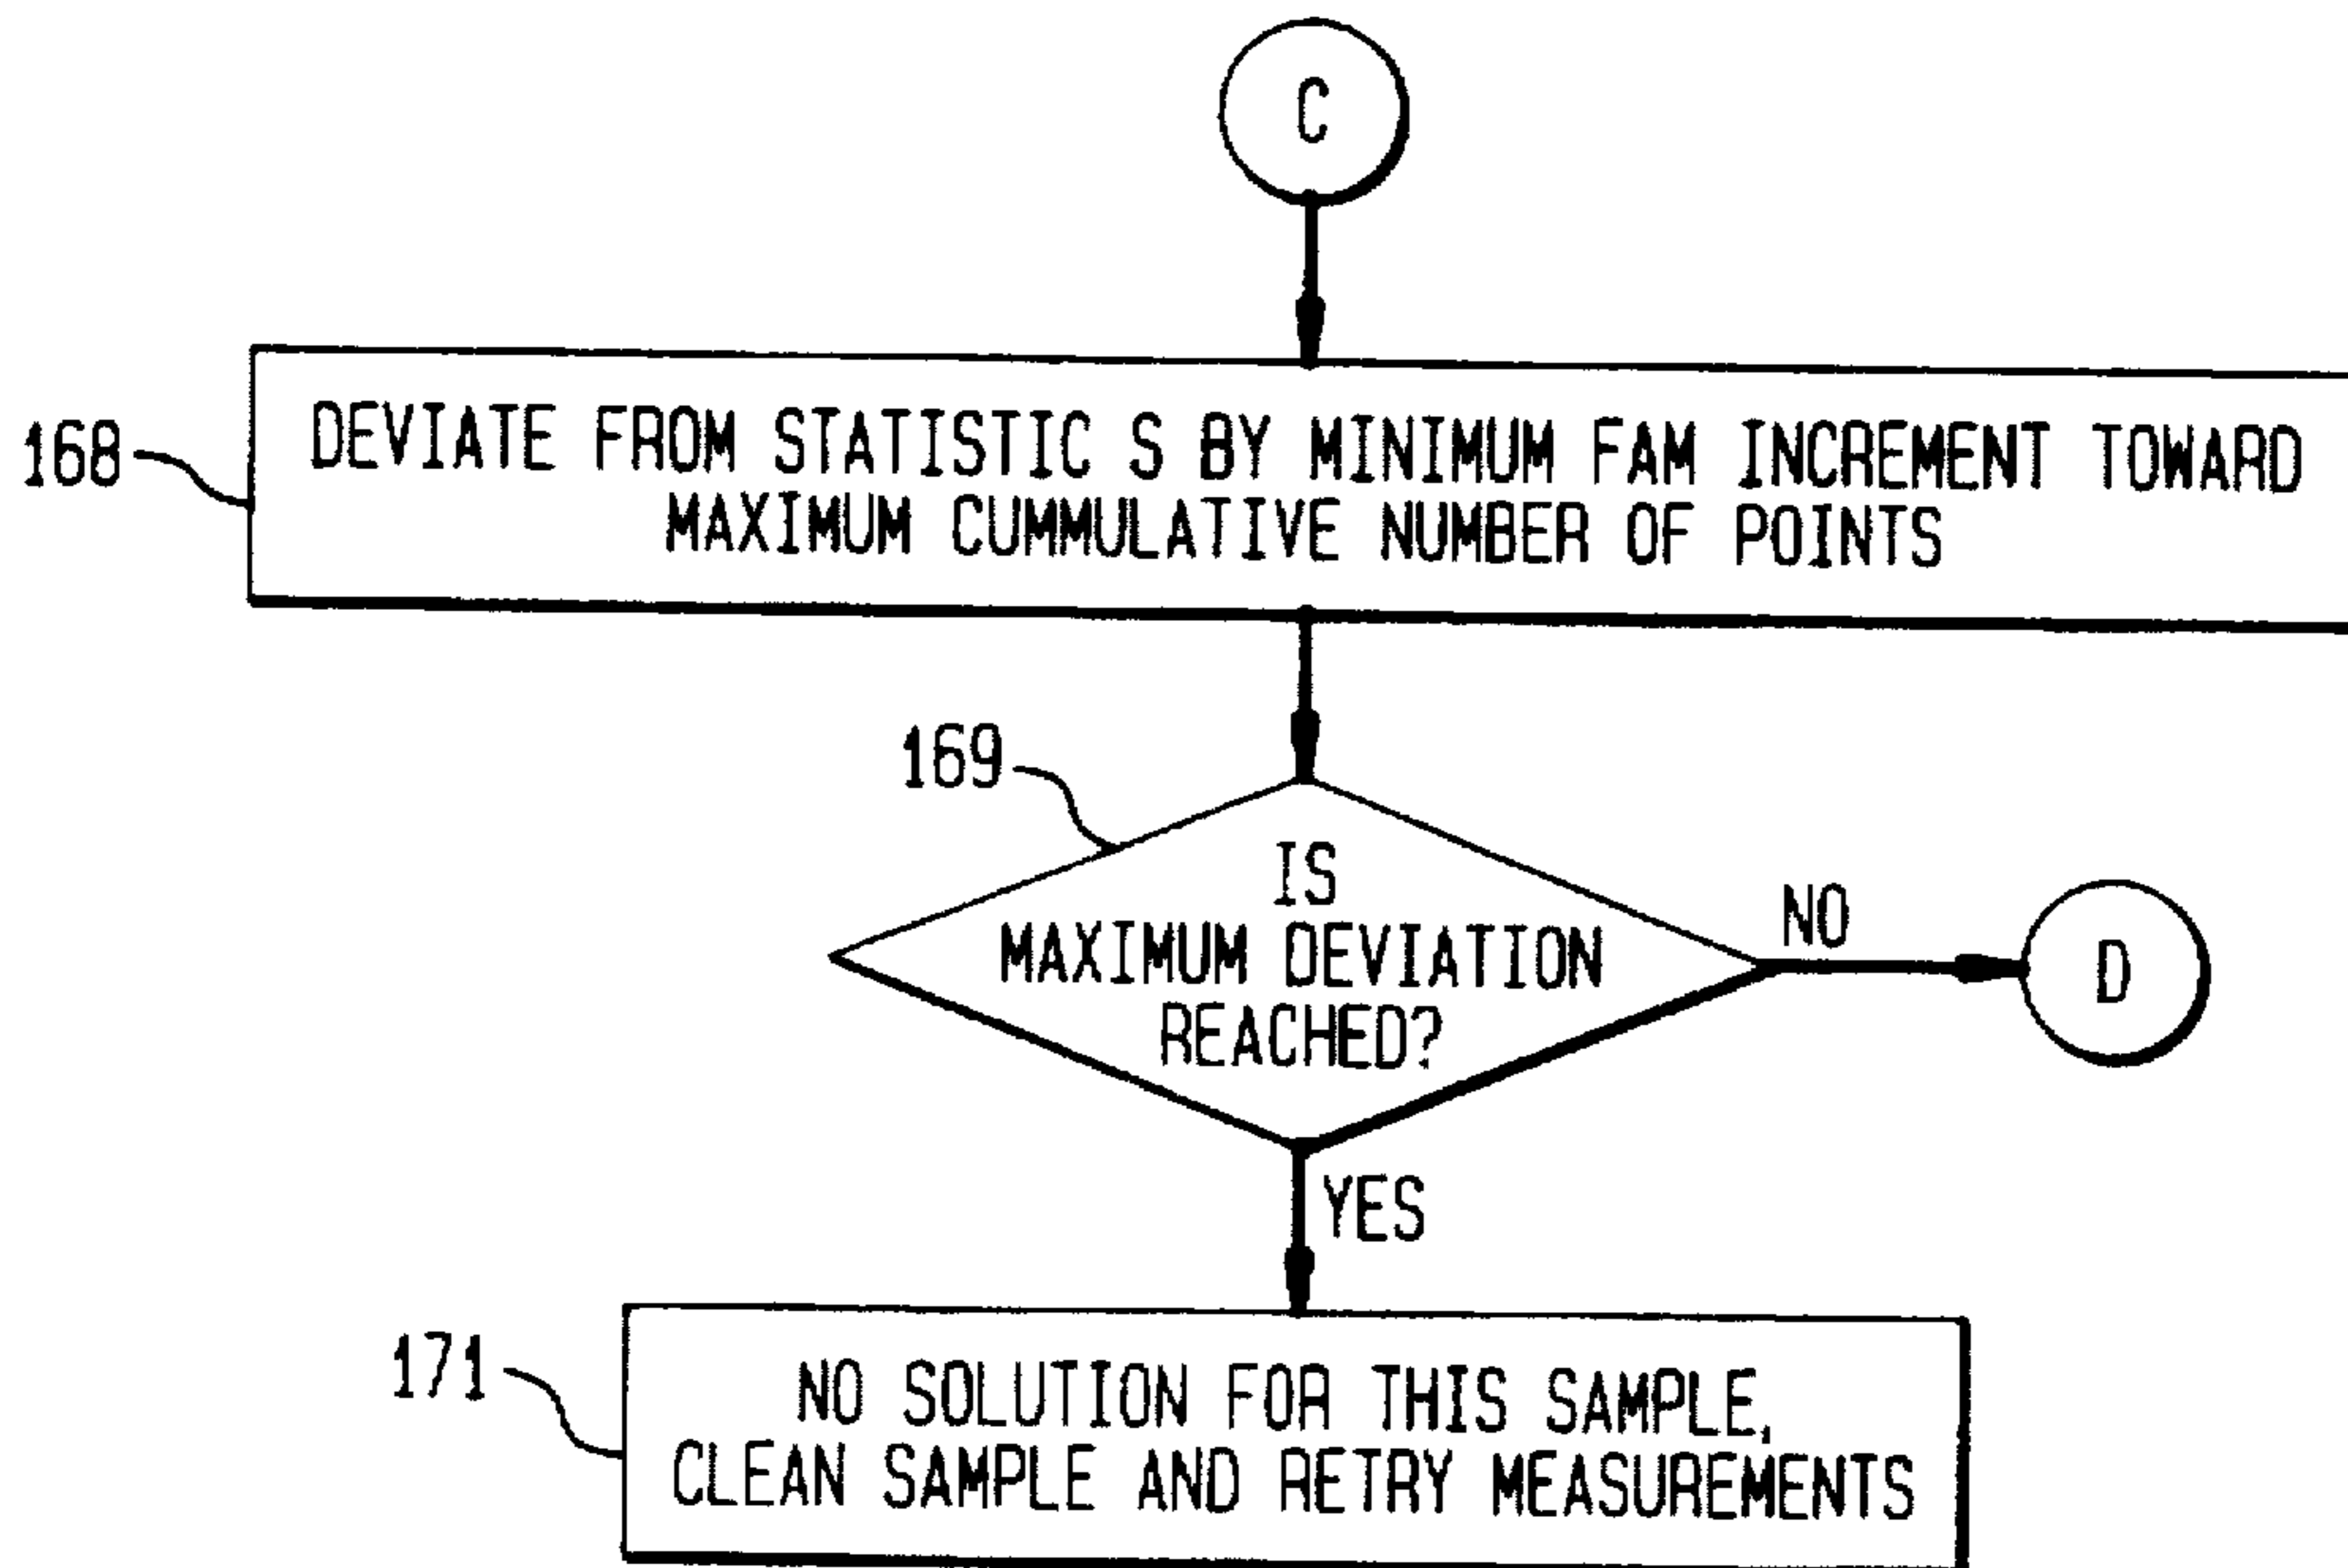 C
168
DEVIATE FROM STATISTIC S BY MINIMUM FAM INCREMENT TOWARD
MAXIMUM CUMMULATIVE NUMBER OF POINTS
169
IS
MAXIMUM DEVIATION
REACHED?
NO
D
YES
171
NO SOLUTION FOR THIS SAMPLE,
CLEAN SAMPLE AND RETRY MEASUREMENTS